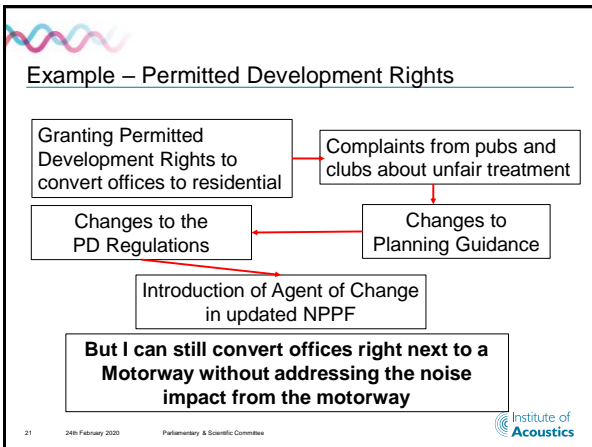 Example – Permitted Development Rights
Granting Permitted
Development Rights to
convert offices to residential
Complaints from pubs and
clubs about unfair treatment
Changes to
Planning Guidance
Changes to the
PD Regulations
Introduction of Agent of Change
in updated NPPF
But I can still convert offices right next to a
Motorway without addressing the noise
impact from the motorway
21 24th February 2020 Parliamentary & Scientific Committee
Institute of
Acoustics